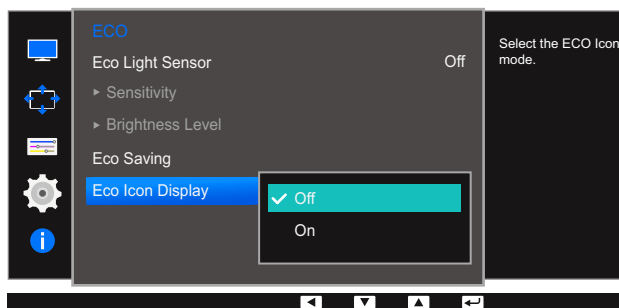 ECO
Eco Light Sensor Off
▸ Sensitivity
▸ Brightness Level
Eco Saving
Eco Icon Display
Off
On
Select the ECO Icon
mode.